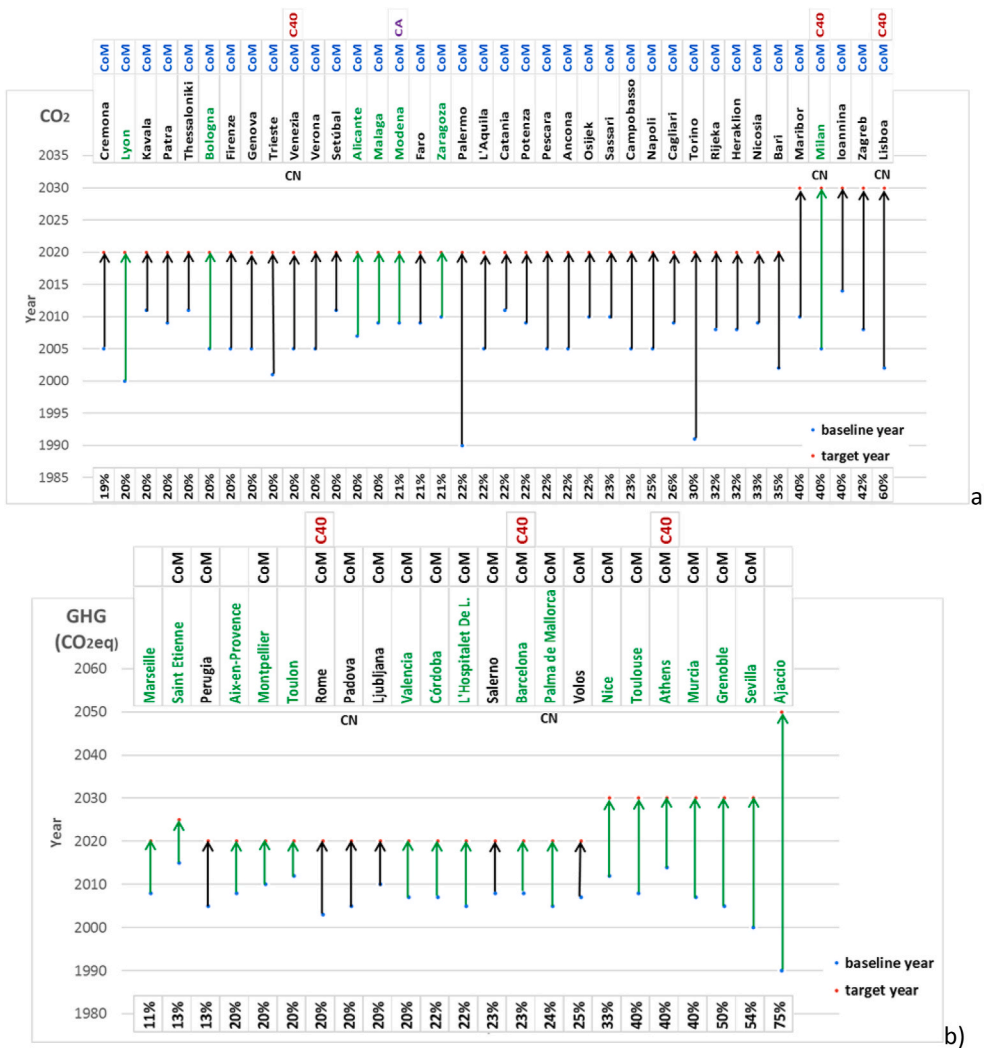 C40 CA C40 C40
CoM CoM CoM CoM CoM CoM CoM CoM CoM CoM CoM CoM CoM CoM CoM CoM CoM CoM CoM CoM CoM CoM CoM CoM CoM CoM CoM CoM CoM CoM CoM CoM CoM CoM CoM CoM CoM CoM
CO2
Cremona Lyon Kavala Patra Thessaloniki Bologna Firenze Genova Trieste Venezia Verona Setúbal Alicante Malaga Modena Faro Zaragoza Palermo L'Aquila Catania Potenza Pescara Ancona Osijek Sassari Campobasso Napoli Cagliari Torino Rijeka Heraklion Nicosia Bari Maribor Milan Ioannina Zagreb Lisboa
CN CN CN
2035
2030
2025
2020
2015
2010
2005
2000
1995
1990
1985
Year
baseline year
target year
19% 20% 20% 20% 20% 20% 20% 20% 20% 20% 20% 20% 20% 20% 21% 21% 21% 22% 22% 22% 22% 22% 22% 23% 23% 23% 25% 26% 30% 32% 32% 33% 35% 40% 40% 40% 42% 60%
a
C40 C40 C40
CoM CoM CoM CoM CoM CoM CoM CoM CoM CoM CoM CoM CoM CoM CoM CoM CoM CoM CoM
GHG
(CO2eq)
Marseille Saint Etienne Perugia Aix-en-Provence Montpellier Toulon Rome Padova Ljubljana Valencia Córdoba L'Hospitalet De L. Salerno Barcelona Palma de Mallorca Volos Nice Toulouse Athens Murcia Grenoble Sevilla Ajaccio
CN CN
2060
2050
2040
2030
2020
2010
2000
1990
1980
Year
baseline year
target year
11% 13% 13% 20% 20% 20% 20% 20% 20% 20% 22% 22% 23% 23% 24% 25% 33% 40% 40% 40% 50% 54% 75%
b)